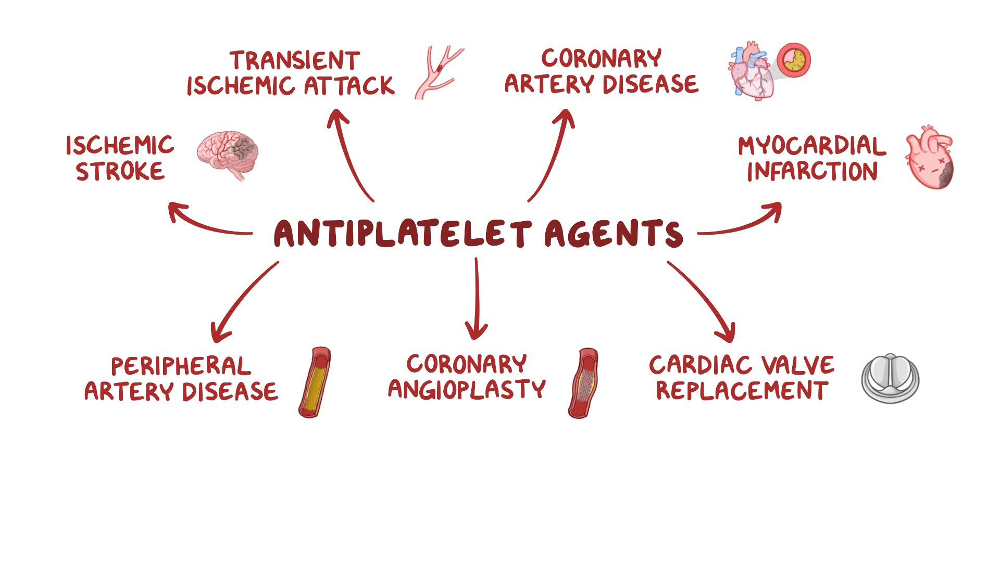 TRANSIENT
ISCHEMIC ATTACK
CORONARY
ARTERY DISEASE
ISCHEMIC
STROKE
MYOCARDIAL
INFARCTION
ANTIPLATELET AGENTS
PERIPHERAL
ARTERY DISEASE
CORONARY
ANGIOPLASTY
CARDIAC VALVE
REPLACEMENT